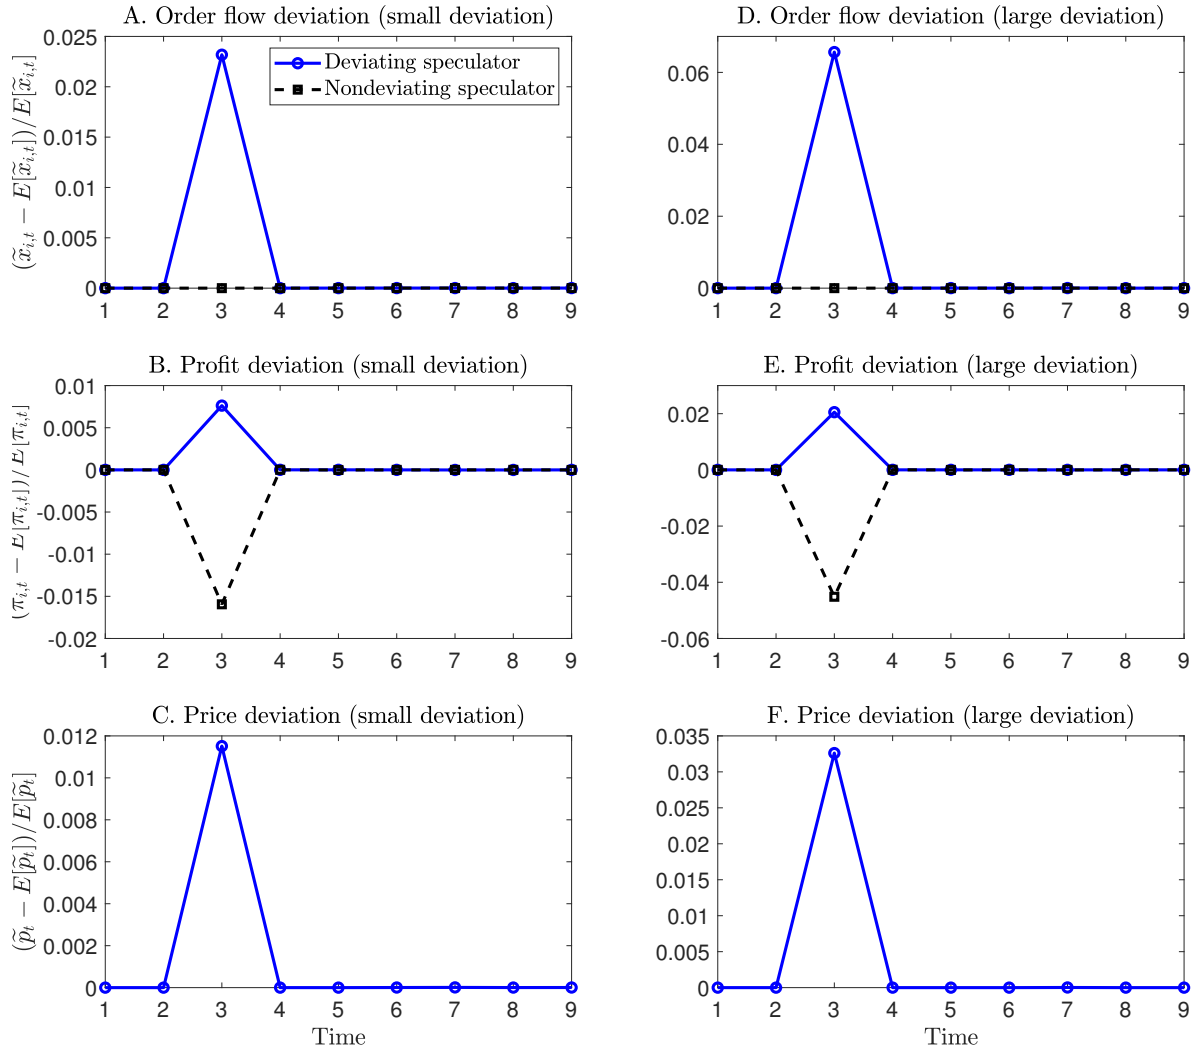 A. Order flow deviation (small deviation)
(x̃_{i,t} − E[x̃_{i,t}])/E[x̃_{i,t}]
0.025
0.02
0.015
0.01
0.005
0
Deviating speculator
Nondeviating speculator
1 2 3 4 5 6 7 8 9
D. Order flow deviation (large deviation)
0.06
0.04
0.02
0
1 2 3 4 5 6 7 8 9
B. Profit deviation (small deviation)
(π_{i,t} − E[π_{i,t}])/E[π_{i,t}]
0.01
0.005
0
-0.005
-0.01
-0.015
-0.02
1 2 3 4 5 6 7 8 9
E. Profit deviation (large deviation)
0.02
0
-0.02
-0.04
-0.06
1 2 3 4 5 6 7 8 9
C. Price deviation (small deviation)
(p̃_t − E[p̃_t])/E[p̃_t]
0.012
0.01
0.008
0.006
0.004
0.002
0
1 2 3 4 5 6 7 8 9
Time
F. Price deviation (large deviation)
0.035
0.03
0.025
0.02
0.015
0.01
0.005
0
1 2 3 4 5 6 7 8 9
Time